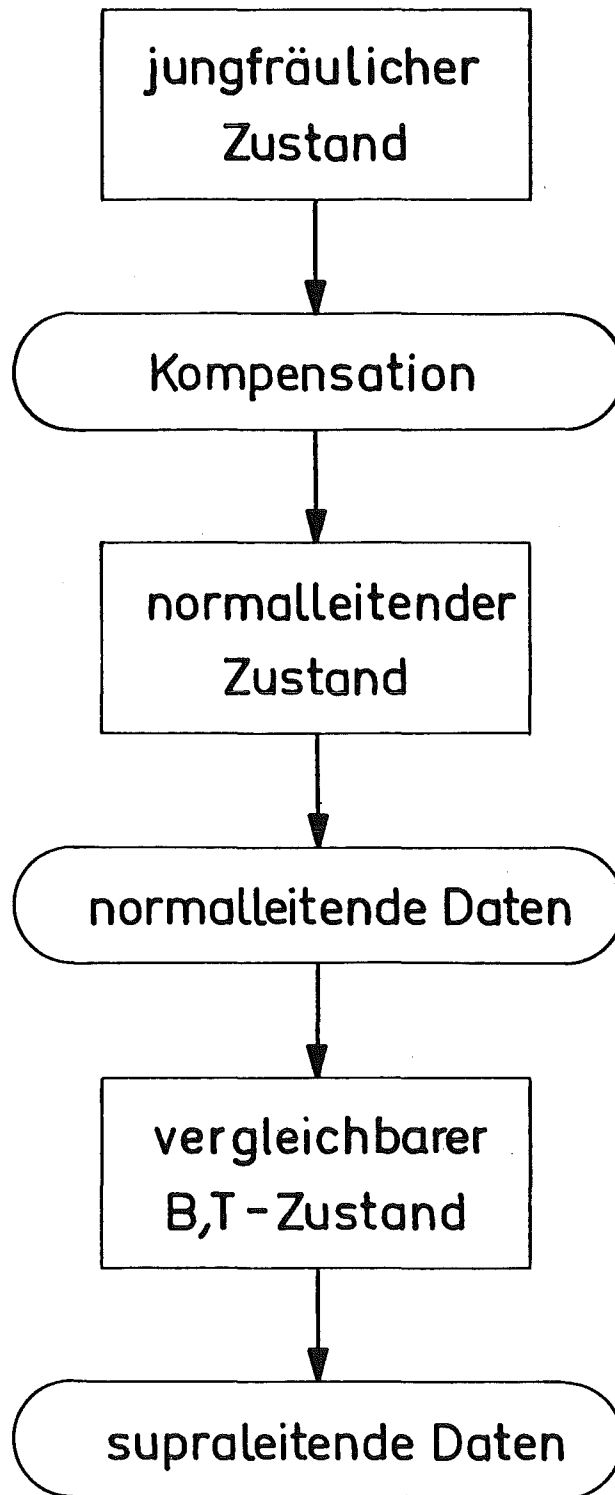 jungfräulicher
Zustand
Kompensation
normalleitender
Zustand
normalleitende Daten
vergleichbarer
B,T-Zustand
supraleitende Daten